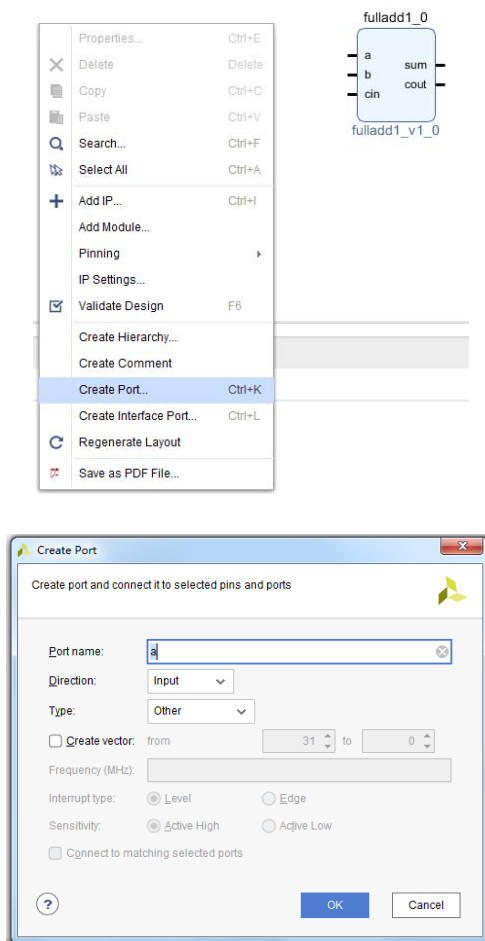 fulladd1_0
a
sum
b
cout
cin
fulladd1_v1_0
Properties... Ctrl+E
Delete Delete
Copy Ctrl+C
Paste Ctrl+V
Search... Ctrl+F
Select All Ctrl+A
Add IP... Ctrl+I
Add Module...
Pinning
IP Settings...
Validate Design F6
Create Hierarchy...
Create Comment
Create Port... Ctrl+K
Create Interface Port... Ctrl+L
Regenerate Layout
Save as PDF File...
Create Port
Create port and connect it to selected pins and ports
Port name: a
Direction: Input
Type: Other
Create vector: from 31 to 0
Frequency (MHz):
Interrupt type: Level Edge
Sensitivity: Active High Active Low
Connect to matching selected ports
? OK Cancel